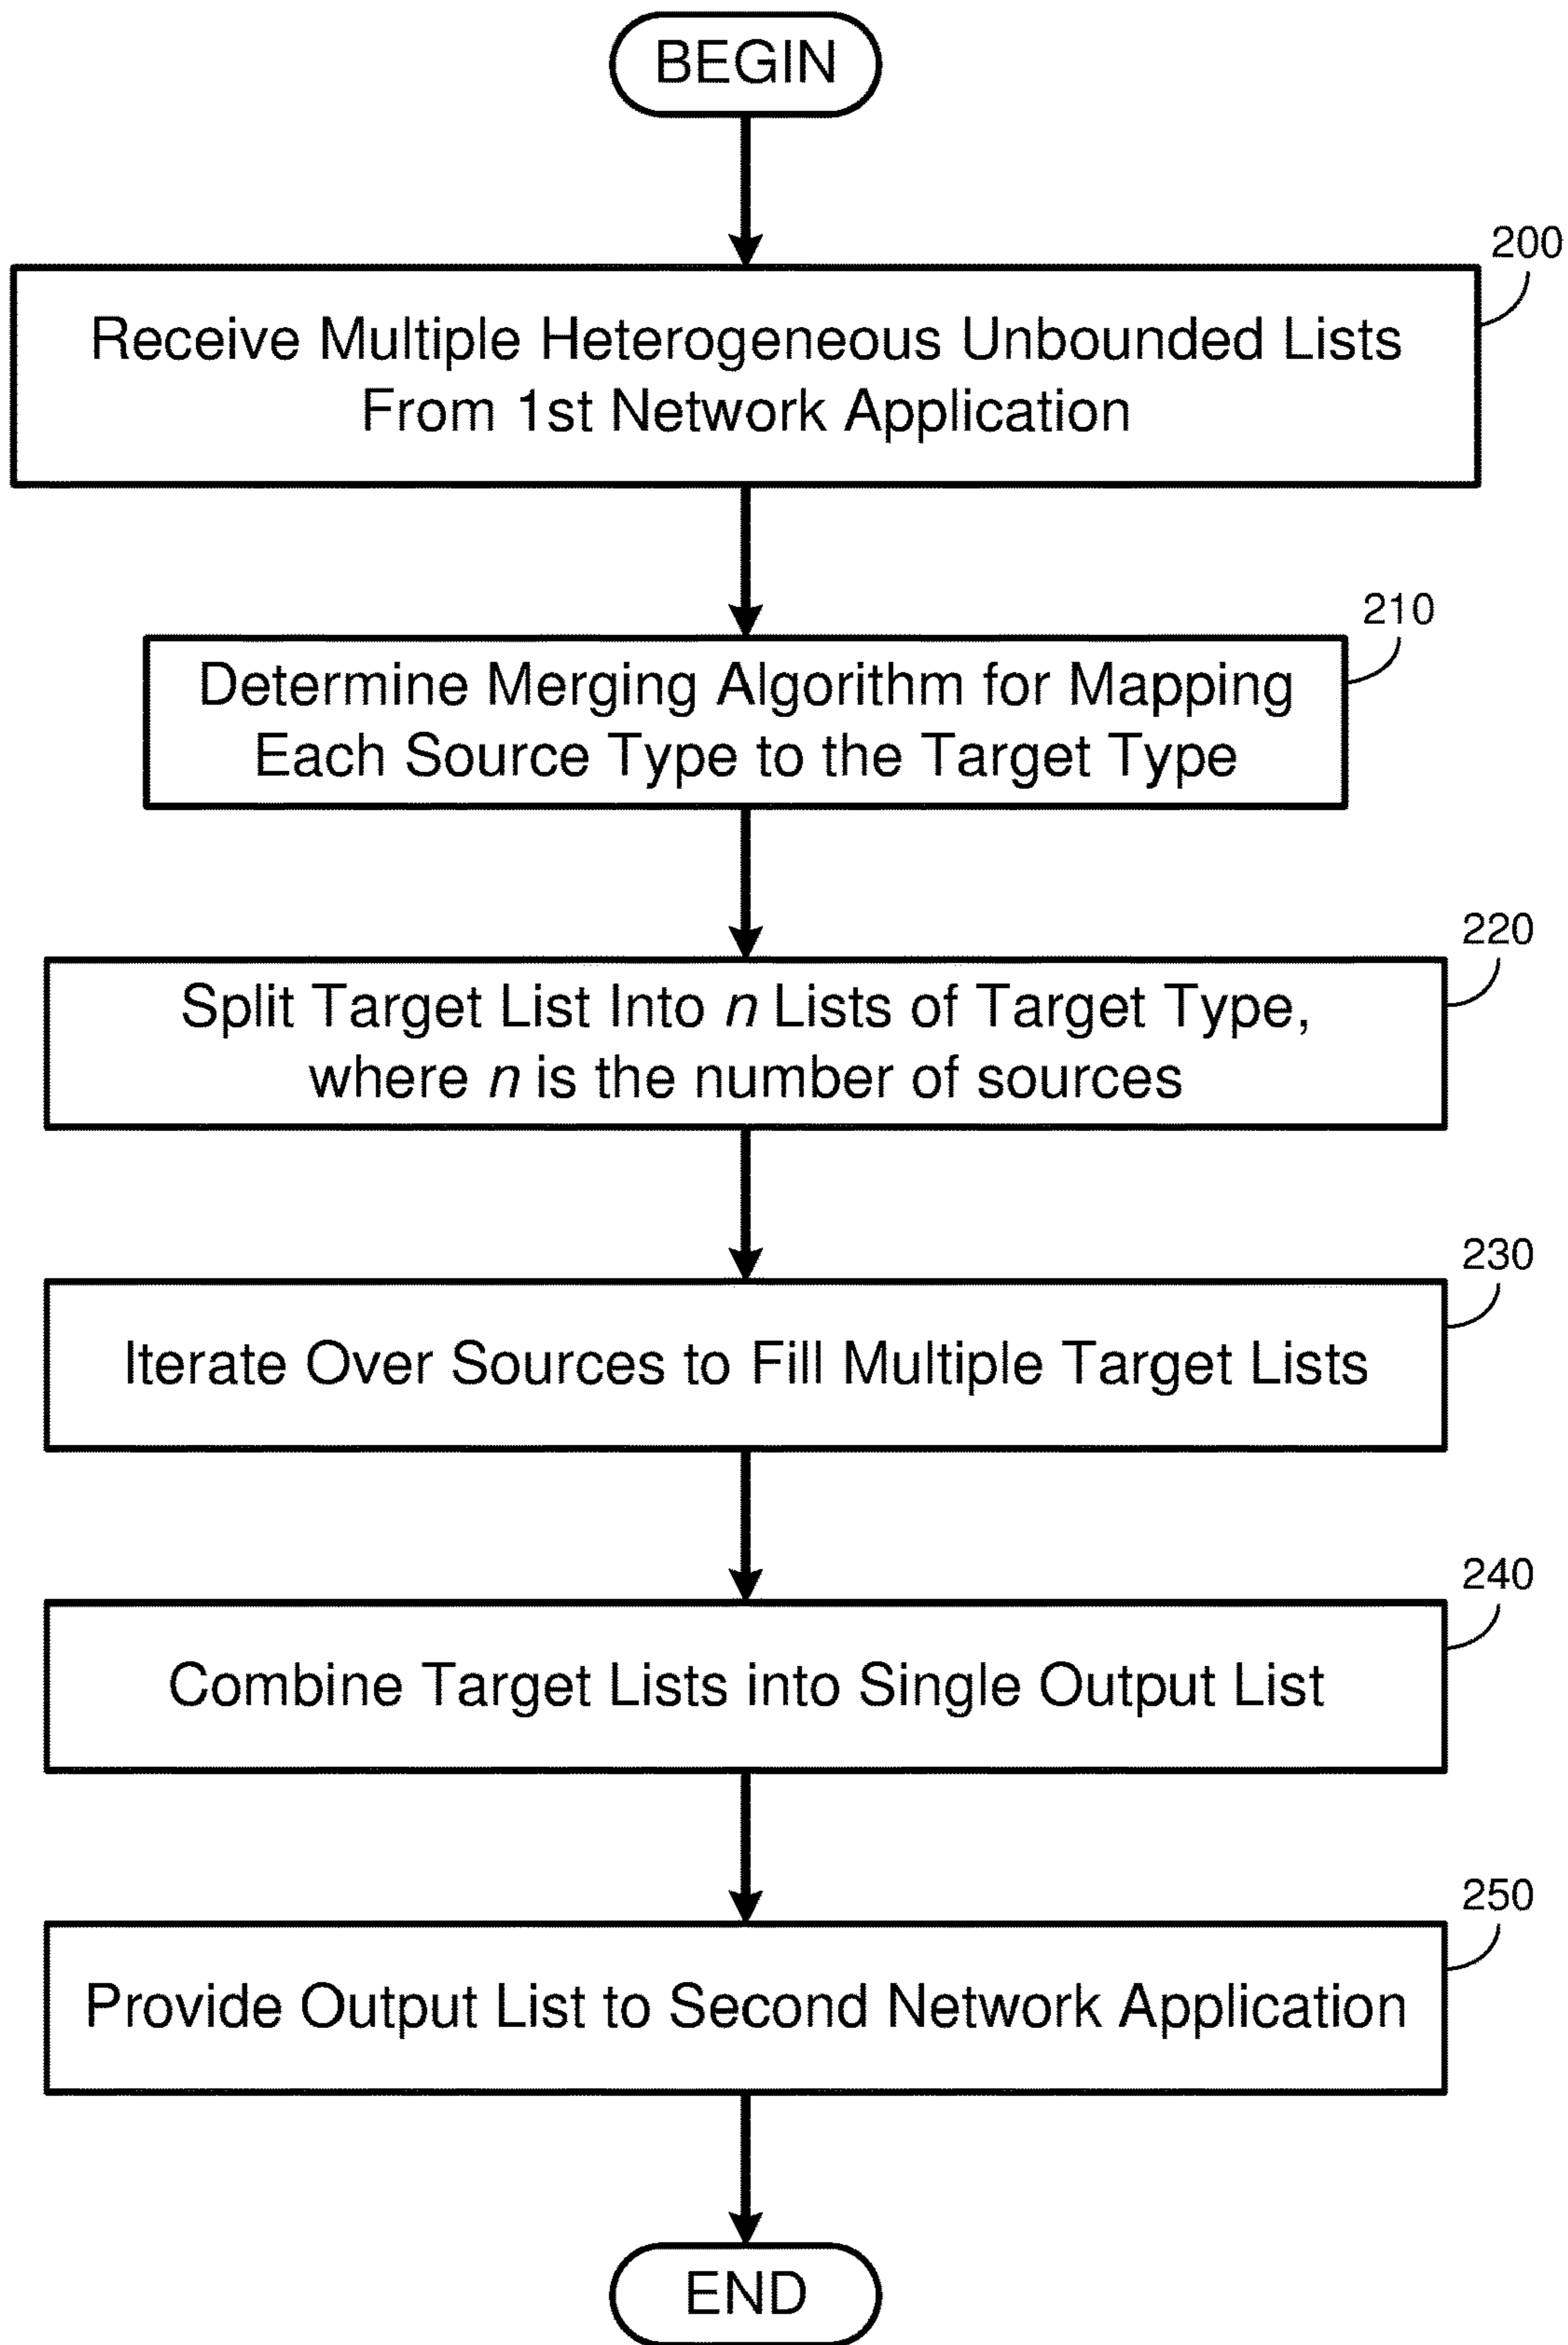 BEGIN
200
Receive Multiple Heterogeneous Unbounded Lists
From 1st Network Application
210
Determine Merging Algorithm for Mapping
Each Source Type to the Target Type
220
Split Target List Into n Lists of Target Type,
where n is the number of sources
230
Iterate Over Sources to Fill Multiple Target Lists
240
Combine Target Lists into Single Output List
250
Provide Output List to Second Network Application
END